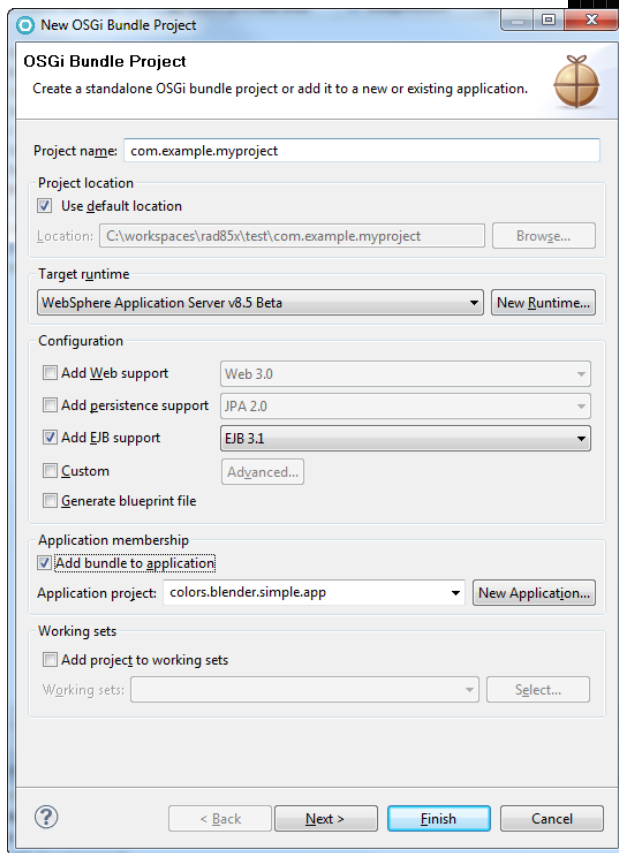 New OSGi Bundle Project
OSGi Bundle Project
Create a standalone OSGi bundle project or add it to a new or existing application.
Project name: com.example.myproject
Project location
Use default location
Location: C:\workspaces\rad85x\test\com.example.myproject Browse...
Target runtime
WebSphere Application Server v8.5 Beta New Runtime...
Configuration
Add Web support Web 3.0
Add persistence support JPA 2.0
Add EJB support EJB 3.1
Custom Advanced...
Generate blueprint file
Application membership
Add bundle to application
Application project: colors.blender.simple.app New Application...
Working sets
Add project to working sets
Working sets: Select...
? < Back Next > Finish Cancel